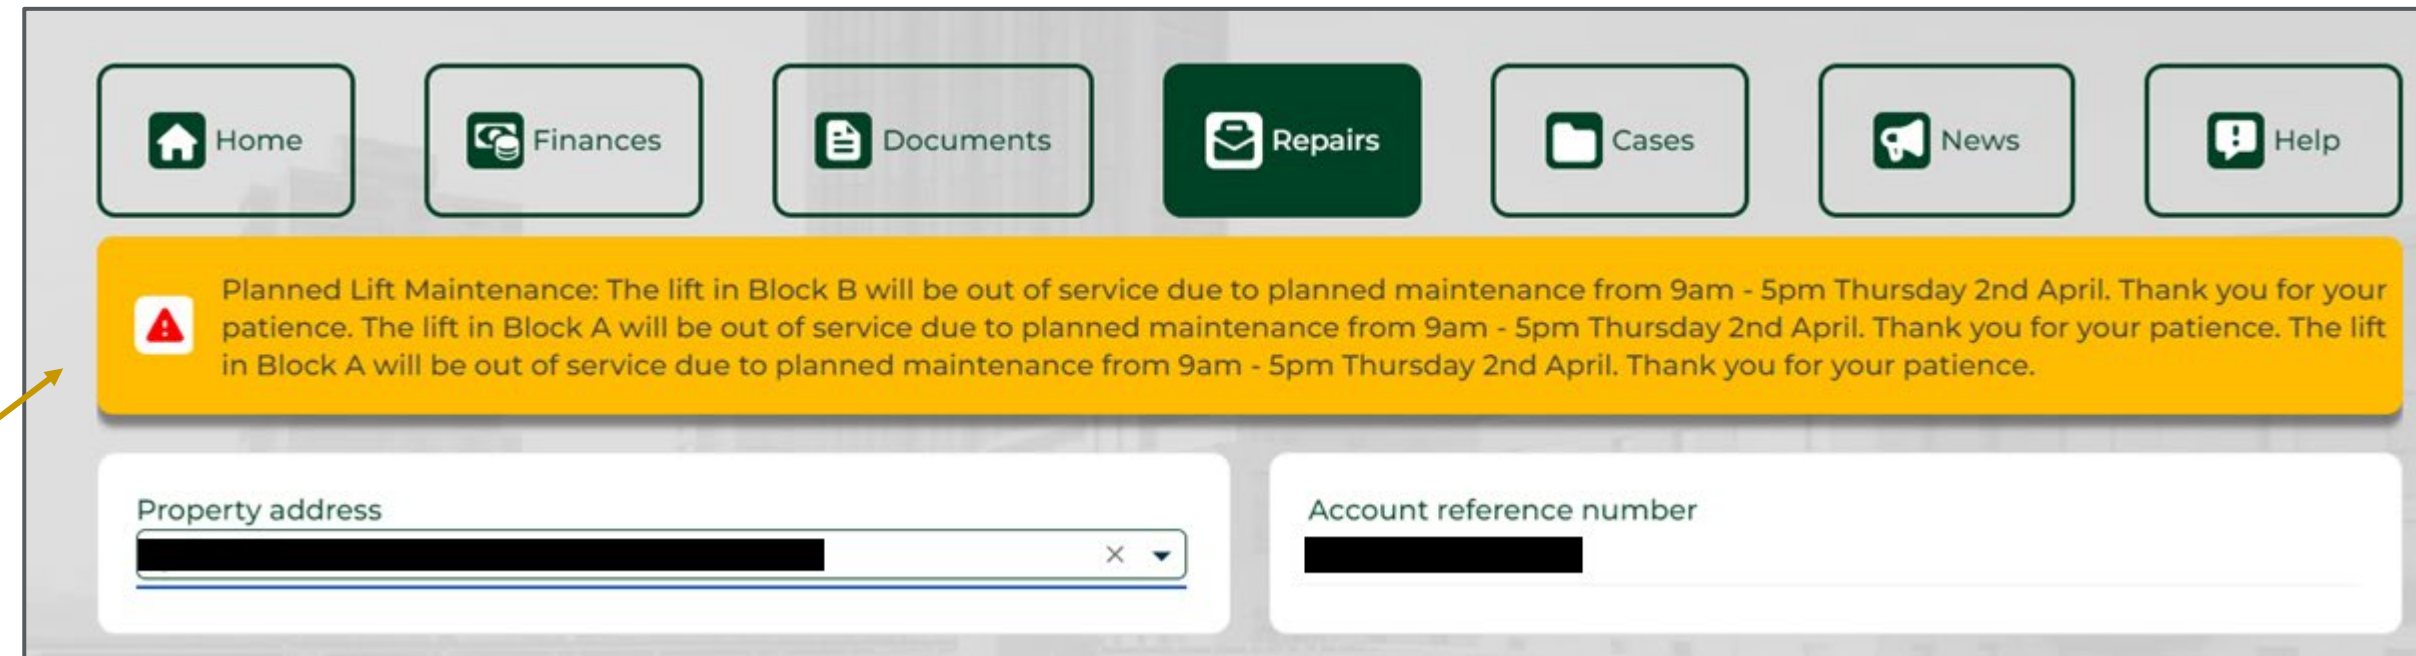 Home Finances Documents Repairs Cases News Help
Planned Lift Maintenance: The lift in Block B will be out of service due to planned maintenance from 9am - 5pm Thursday 2nd April. Thank you for your
patience. The lift in Block A will be out of service due to planned maintenance from 9am - 5pm Thursday 2nd April. Thank you for your patience. The lift
in Block A will be out of service due to planned maintenance from 9am - 5pm Thursday 2nd April. Thank you for your patience.
Property address
Account reference number